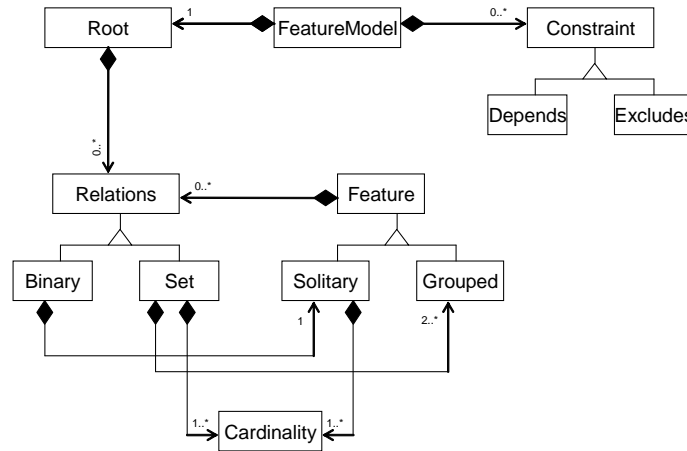 Root
1
FeatureModel
0..*
Constraint
Depends
Excludes
0..*
Relations
0..*
Feature
Binary
Set
Solitary
Grouped
1
2..*
1..*
Cardinality
1..*